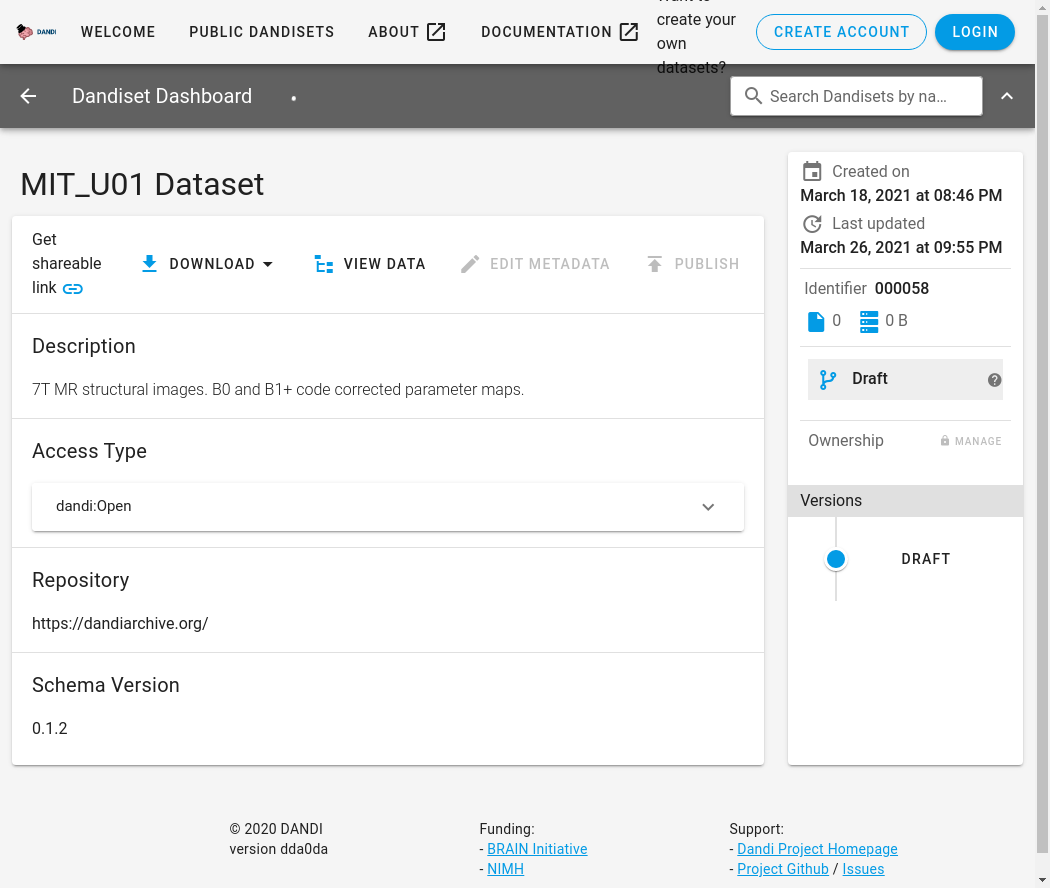 DANDI
WELCOME
PUBLIC DANDISETS
ABOUT
DOCUMENTATION
Want to
create your
own
datasets?
CREATE ACCOUNT
LOGIN
Dandiset Dashboard
Search Dandisets by na…
MIT_U01 Dataset
Get
shareable
link
DOWNLOAD
VIEW DATA
EDIT METADATA
PUBLISH
Description
7T MR structural images. B0 and B1+ code corrected parameter maps.
Access Type
dandi:Open
Repository
https://dandiarchive.org/
Schema Version
0.1.2
Created on
March 18, 2021 at 08:46 PM
Last updated
March 26, 2021 at 09:55 PM
Identifier 000058
0 0 B
Draft
Ownership MANAGE
Versions
DRAFT
© 2020 DANDI
version dda0da
Funding:
- BRAIN Initiative
- NIMH
Support:
- Dandi Project Homepage
- Project Github / Issues